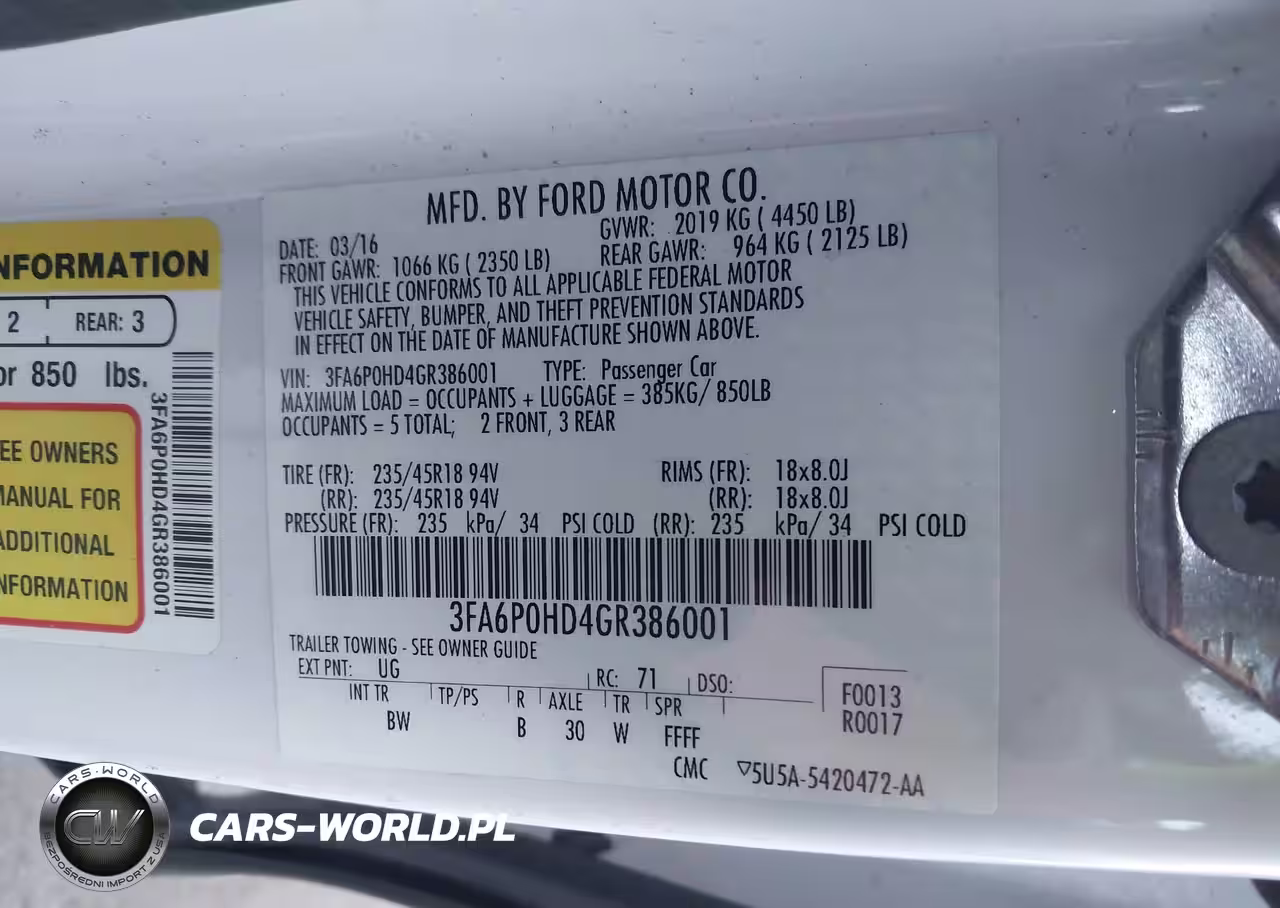 NFORMATION
2 REAR: 3
or 850 lbs.
EE OWNERS
MANUAL FOR
ADDITIONAL
NFORMATION
3FA6P0HD4GR386001
MFD. BY FORD MOTOR CO.
DATE: 03/16 GVWR: 2019 KG ( 4450 LB)
FRONT GAWR: 1066 KG ( 2350 LB) REAR GAWR: 964 KG ( 2125 LB)
THIS VEHICLE CONFORMS TO ALL APPLICABLE FEDERAL MOTOR
VEHICLE SAFETY, BUMPER, AND THEFT PREVENTION STANDARDS
IN EFFECT ON THE DATE OF MANUFACTURE SHOWN ABOVE.
VIN: 3FA6P0HD4GR386001 TYPE: Passenger Car
MAXIMUM LOAD = OCCUPANTS + LUGGAGE = 385KG/ 850LB
OCCUPANTS = 5 TOTAL; 2 FRONT, 3 REAR
TIRE (FR): 235/45R18 94V RIMS (FR): 18x8.0J
(RR): 235/45R18 94V (RR): 18x8.0J
PRESSURE (FR): 235 kPa/ 34 PSI COLD (RR): 235 kPa/ 34 PSI COLD
3FA6P0HD4GR386001
TRAILER TOWING - SEE OWNER GUIDE
EXT PNT: UG RC: 71 DSO: F0013
INT TR TP/PS R AXLE TR SPR R0017
BW B 30 W FFFF
CMC ▽5U5A-5420472-AA
CARS-WORLD
CW
BEZPOŚREDNI IMPORT Z USA
CARS-WORLD.PL